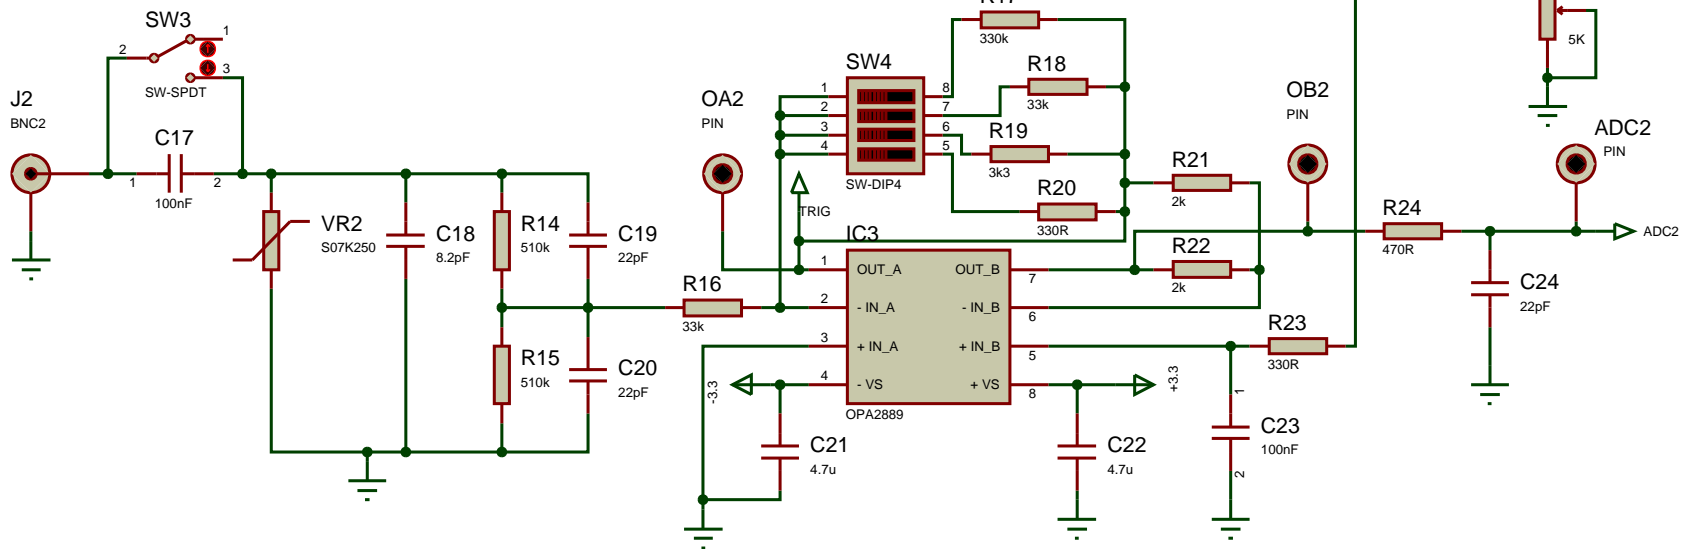 SW3
1
2
3
SW-SPDT
J2
BNC2
C17
1
2
100nF
VR2
S07K250
C18
8.2pF
R14
510k
C19
22pF
R15
510k
C20
22pF
R16
33k
OA2
PIN
TRIG
SW4
1
2
3
4
8
7
6
5
SW-DIP4
R17
330k
R18
33k
R19
3k3
R20
330R
IC3
1
2
3
4
OUT_A
- IN_A
+ IN_A
- VS
OUT_B
- IN_B
+ IN_B
+ VS
7
6
5
8
OPA2889
-3.3
C21
4.7u
+3.3
C22
4.7u
R21
2k
R22
2k
OB2
PIN
R23
330R
1
C23
100nF
2
5K
R24
470R
ADC2
PIN
ADC2
C24
22pF